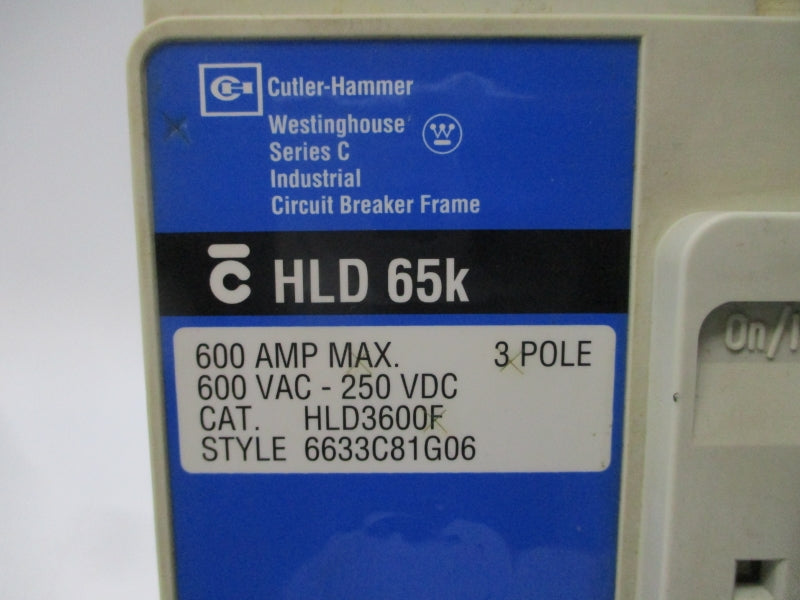 Cutler-Hammer
Westinghouse
Series C
Industrial
Circuit Breaker Frame
C HLD 65k
600 AMP MAX. 3 POLE
600 VAC - 250 VDC
CAT. HLD3600F
STYLE 6633C81G06
On/I